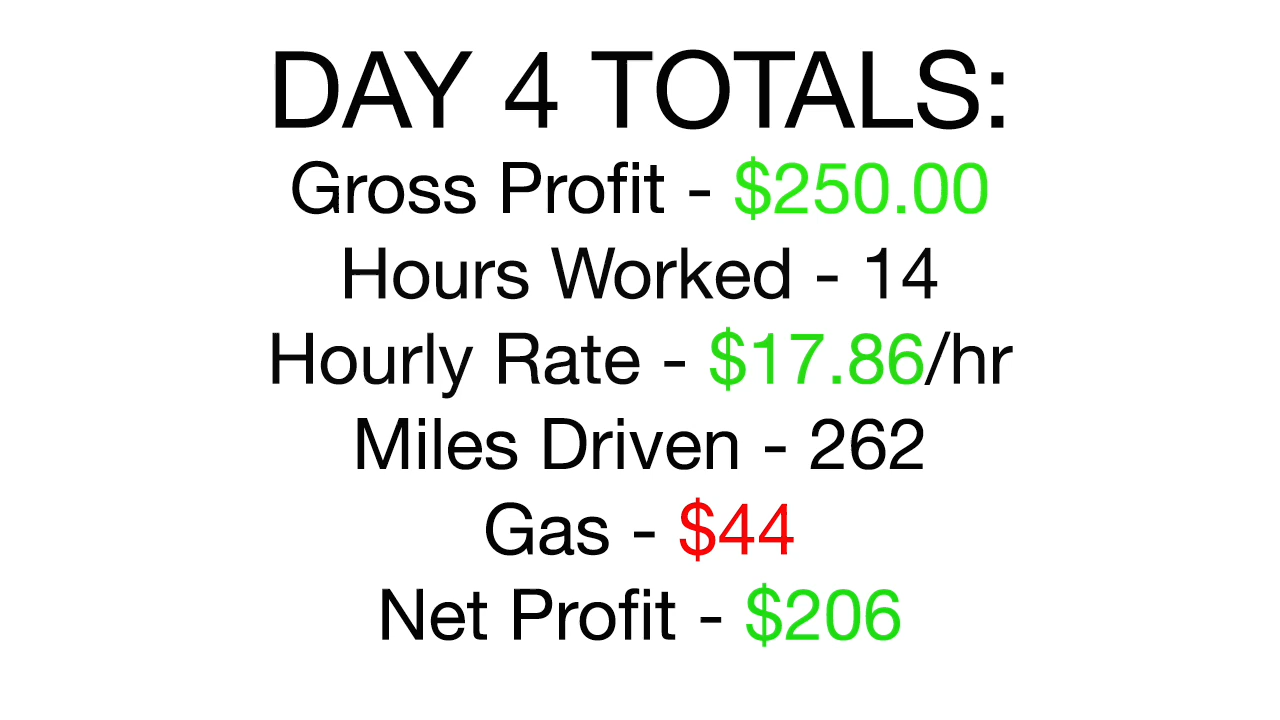 DAY 4 TOTALS:
Gross Profit - $250.00
Hours Worked - 14
Hourly Rate - $17.86/hr
Miles Driven - 262
Gas - $44
Net Profit - $206